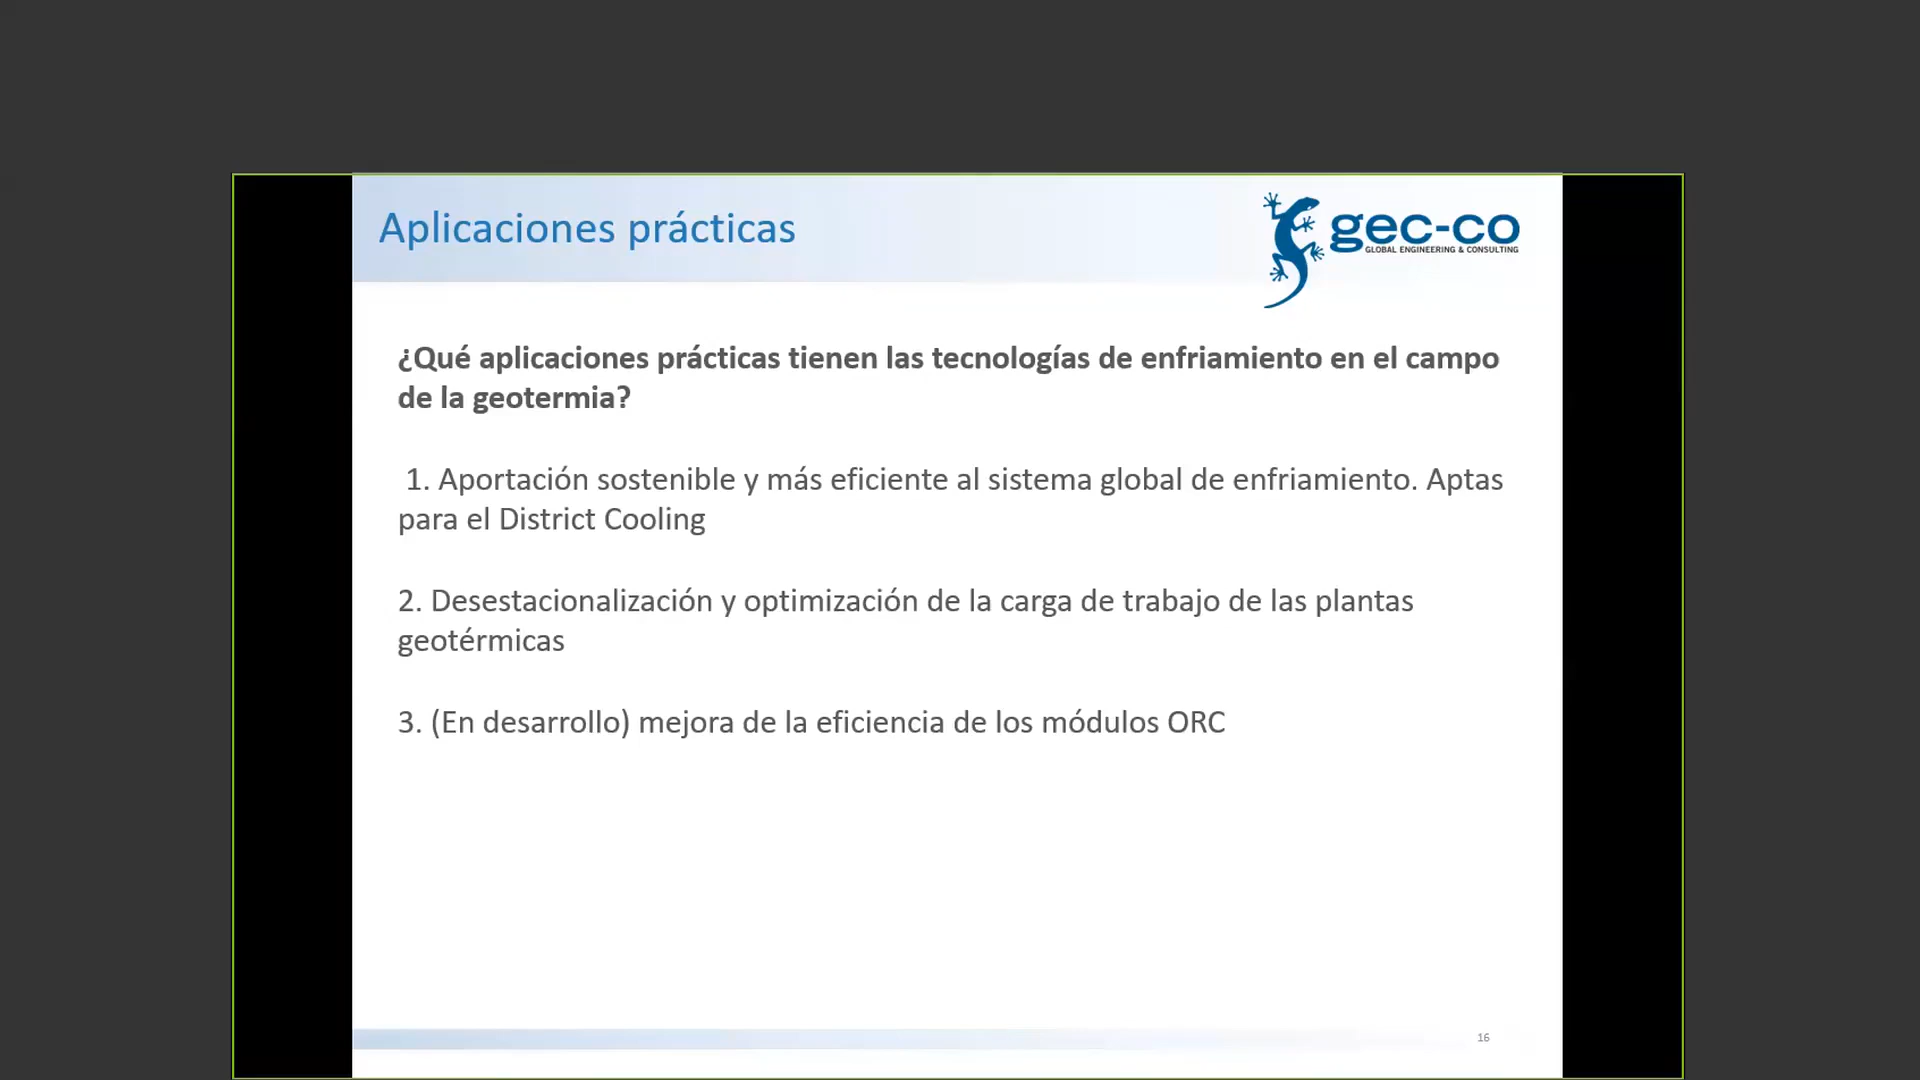 Aplicaciones prácticas
gec-co
GLOBAL ENGINEERING & CONSULTING
¿Qué aplicaciones prácticas tienen las tecnologías de enfriamiento en el campo
de la geotermia?
1. Aportación sostenible y más eficiente al sistema global de enfriamiento. Aptas
para el District Cooling
2. Desestacionalización y optimización de la carga de trabajo de las plantas
geotérmicas
3. (En desarrollo) mejora de la eficiencia de los módulos ORC
16